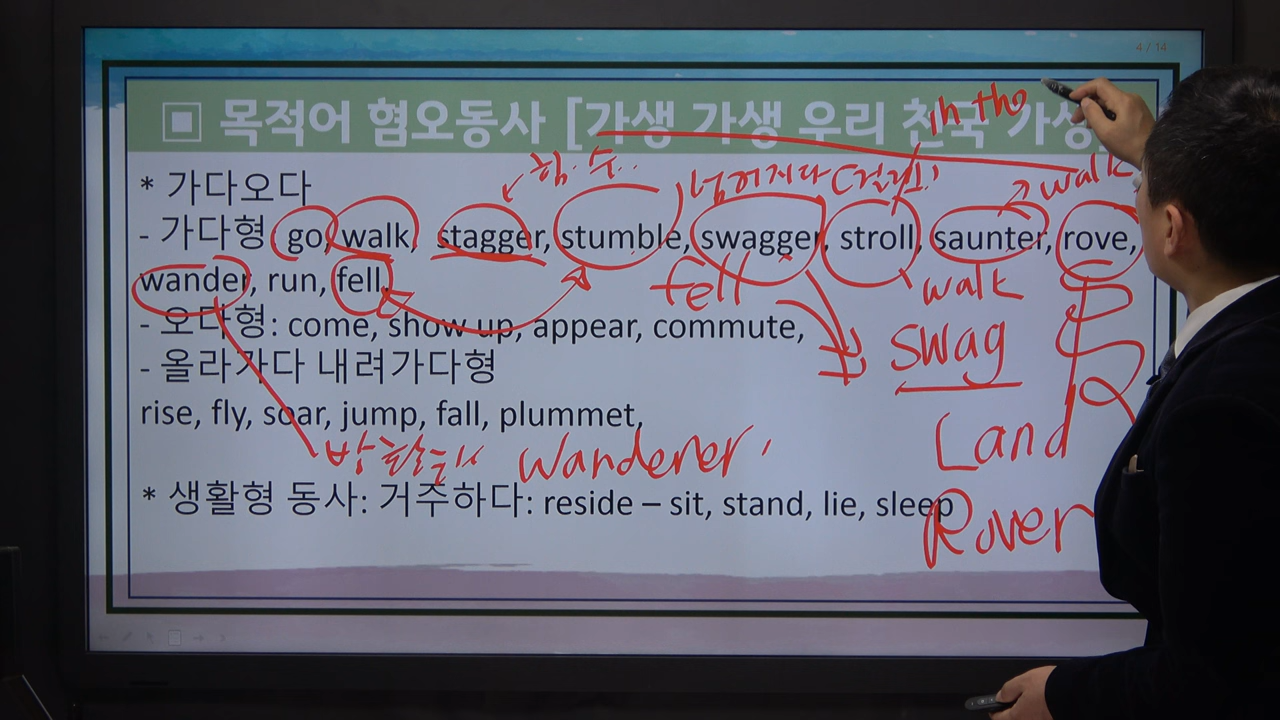 4 / 14
▣ 목적어 혐오동사 [가생 가생 우리 천국 가성
in tho
* 가다오다
넘어지다 (걸려)
walk
- 가다형 go, walk, stagger, stumble, swagger, stroll, saunter, rove,
wander, run, fell,
fell
walk
- 오다형: come, show up, appear, commute,
swag
- 올라가다 내려가다형
rise, fly, soar, jump, fall, plummet,
Land
wanderer
* 생활형 동사: 거주하다: reside – sit, stand, lie, sleep
Rover